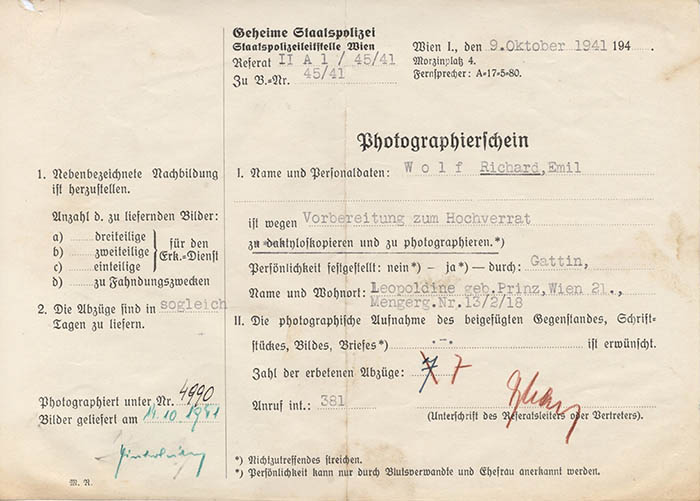 Geheime Staatspolizei
Staatspolizeileitstelle Wien
Referat II A 1 / 45/41
Zu B.=Nr. 45/41
Wien I., den 9.Oktober 1941 194
Morzinplatz 4.
Fernsprecher: A=17=5=80.
Photographierschein
1. Nebenbezeichnete Nachbildung
ist herzustellen.
Anzahl d. zu liefernden Bilder:
a) dreiteilige
b) zweiteilige
c) einteilige
für den
Erk.=Dienst
d) zu Fahndungszwecken
2. Die Abzüge sind in sogleich
Tagen zu liefern.
Photographiert unter Nr. 4990
Bilder geliefert am 14.10 1941
M. R.
I. Name und Personaldaten: Wolf Richard,Emil
ist wegen Vorbereitung zum Hochverrat
zu daktyloskopieren und zu photographieren.*)
Persönlichkeit festgestellt: nein*) — ja*) — durch: Gattin,
Name und Wohnort: Leopoldine geb.Prinz,Wien 21.,
Mengerg.Nr.13/2/18
II. Die photographische Aufnahme des beigefügten Gegenstandes, Schrift=
stückes, Bildes, Briefes*) .-. ist erwünscht.
Zahl der erbetenen Abzüge: 7 7
Anruf int.: 381
(Unterschrift des Referatsleiters oder Vertreters).
*) Nichtzutreffendes streichen.
*) Persönlichkeit kann nur durch Blutsverwandte und Ehefrau anerkannt werden.